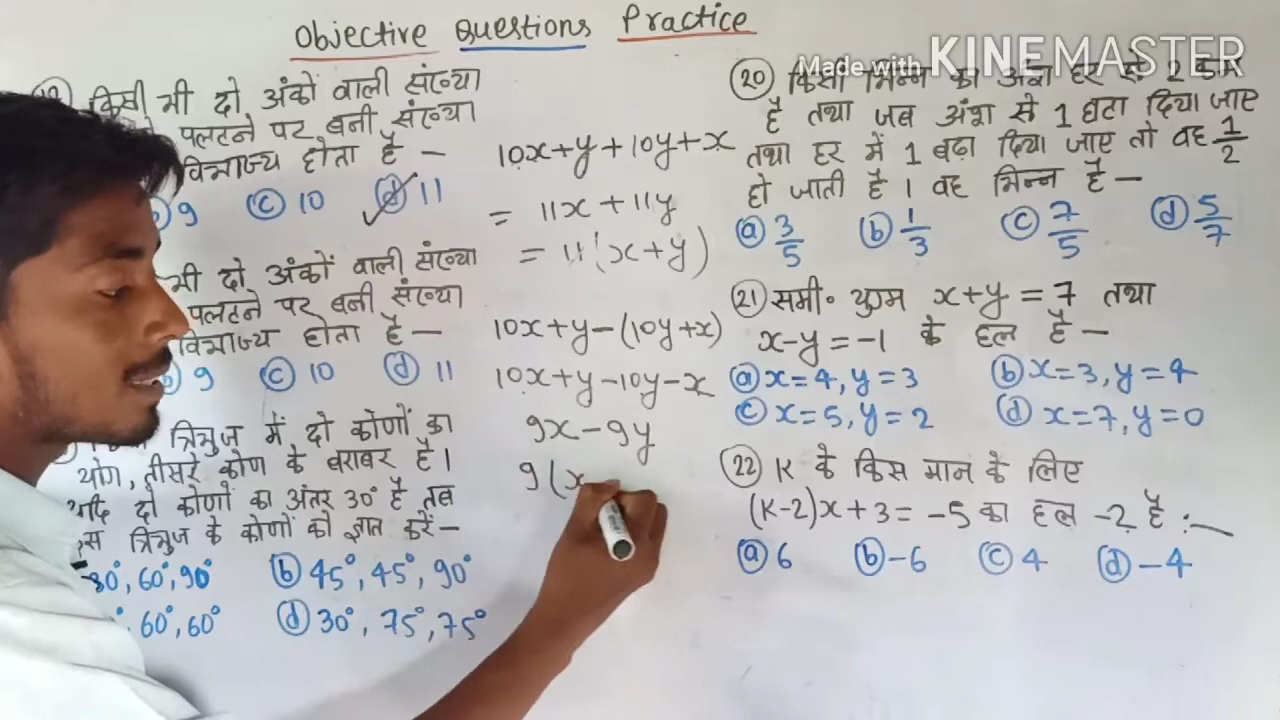 Objective Questions Practice
Made with KINEMASTER
किसी भी दो अंकों वाली संख्या
पलटने पर बनी संख्या
विभाज्य होता है –
9 (c) 10 (d) 11
भी दो अंकों वाली संख्या
पलटने पर बनी संख्या
विभाज्य होता है –
9 (c) 10 (d) 11
त्रिभुज में दो कोणों का
योग, तीसरे कोण के बराबर है।
यदि दो कोणों का अंतर 30° है तब
त्रिभुज के कोणों को ज्ञात करें–
30°, 60°, 90° (b) 45°, 45°, 90°
60°, 60° (d) 30°, 75°, 75°
10x+y+10y+x
= 11x+11y
= 11(x+y)
10x+y-(10y+x)
10x+y-10y-x
9x-9y
9(x
(20) किसी भिन्न का अंश हर से 2 कम
है तथा जब अंश से 1 घटा दिया जाए
तथा हर में 1 बढ़ा दिया जाए तो वह 1/2
हो जाती है। वह भिन्न है –
(a) 3/5 (b) 1/3 (c) 7/5 (d) 5/7
(21) समी॰ युग्म x+y=7 तथा
x-y=-1 के हल है –
(a) x=4, y=3 (b) x=3, y=4
(c) x=5, y=2 (d) x=7, y=0
(22) K के किस मान के लिए
(K-2)x+3=-5 का हल -2 है :–
(a) 6 (b) -6 (c) 4 (d) -4